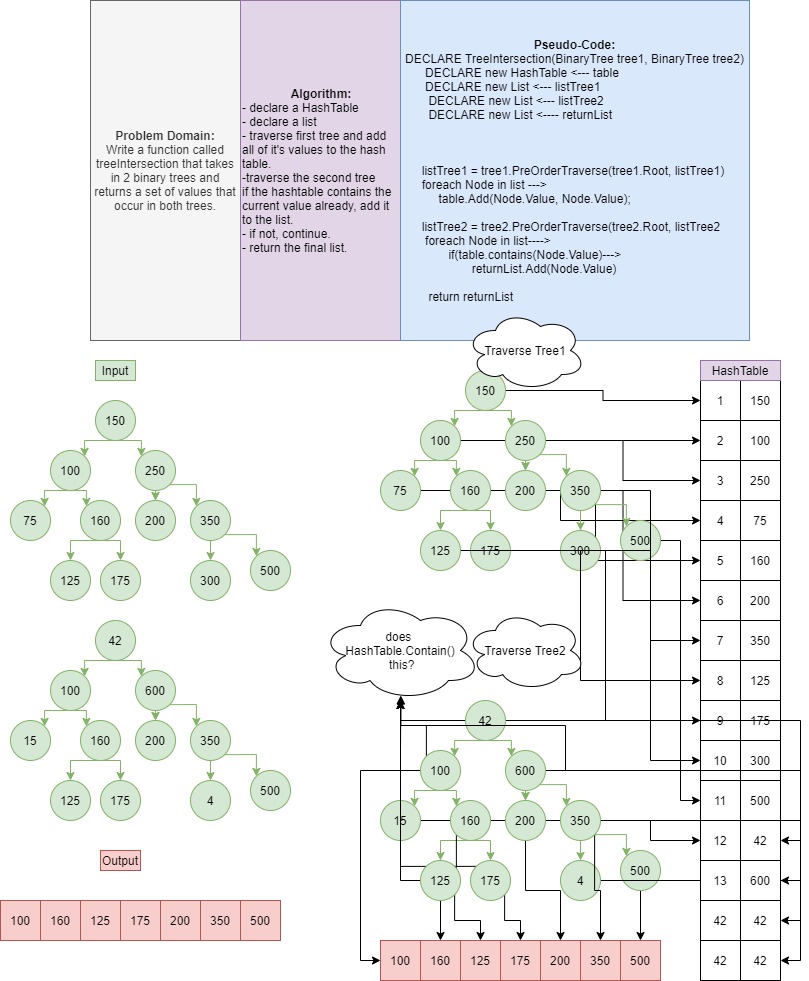 Problem Domain:
Write a function called
treeIntersection that takes
in 2 binary trees and
returns a set of values that
occur in both trees.
Algorithm:
- declare a HashTable
- declare a list
- traverse first tree and add
all of it's values to the hash
table.
-traverse the second tree
if the hashtable contains the
current value already, add it
to the list.
- if not, continue.
- return the final list.
Pseudo-Code:
DECLARE TreeIntersection(BinaryTree tree1, BinaryTree tree2)
DECLARE new HashTable <--- table
DECLARE new List <--- listTree1
DECLARE new List <--- listTree2
DECLARE new List <---- returnList
listTree1 = tree1.PreOrderTraverse(tree1.Root, listTree1)
foreach Node in list --->
table.Add(Node.Value, Node.Value);
listTree2 = tree2.PreOrderTraverse(tree2.Root, listTree2
foreach Node in list---->
if(table.contains(Node.Value)--->
returnList.Add(Node.Value)
return returnList
Input
150
100 250
75 160 200 350
125 175 300 500
42
100 600
15 160 200 350
125 175 4 500
Output
100 160 125 175 200 350 500
Traverse Tree1
150
100 250
75 160 200 350
125 175 300 500
does
HashTable.Contain()
this?
Traverse Tree2
42
100 600
15 160 200 350
125 175 4 500
100 160 125 175 200 350 500
HashTable
1 150
2 100
3 250
4 75
5 160
6 200
7 350
8 125
9 175
10 300
11 500
12 42
13 600
42 42
42 42